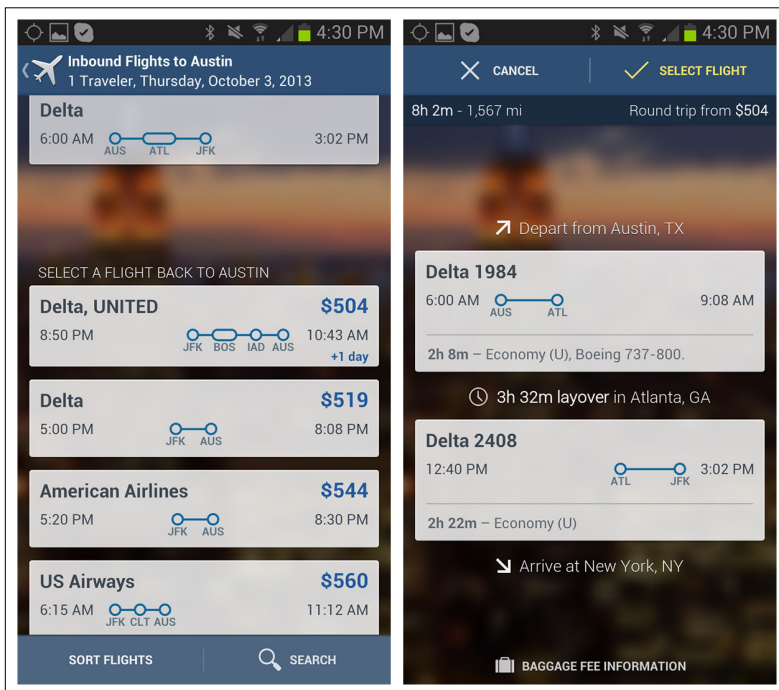 4:30 PM
Inbound Flights to Austin
1 Traveler, Thursday, October 3, 2013
Delta
6:00 AM AUS ATL JFK 3:02 PM
SELECT A FLIGHT BACK TO AUSTIN
Delta, UNITED $504
8:50 PM JFK BOS IAD AUS 10:43 AM
+1 day
Delta $519
5:00 PM JFK AUS 8:08 PM
American Airlines $544
5:20 PM JFK AUS 8:30 PM
US Airways $560
6:15 AM JFK CLT AUS 11:12 AM
SORT FLIGHTS SEARCH
4:30 PM
CANCEL SELECT FLIGHT
8h 2m - 1,567 mi Round trip from $504
Depart from Austin, TX
Delta 1984
6:00 AM AUS ATL 9:08 AM
2h 8m – Economy (U), Boeing 737-800.
3h 32m layover in Atlanta, GA
Delta 2408
12:40 PM ATL JFK 3:02 PM
2h 22m – Economy (U)
Arrive at New York, NY
BAGGAGE FEE INFORMATION